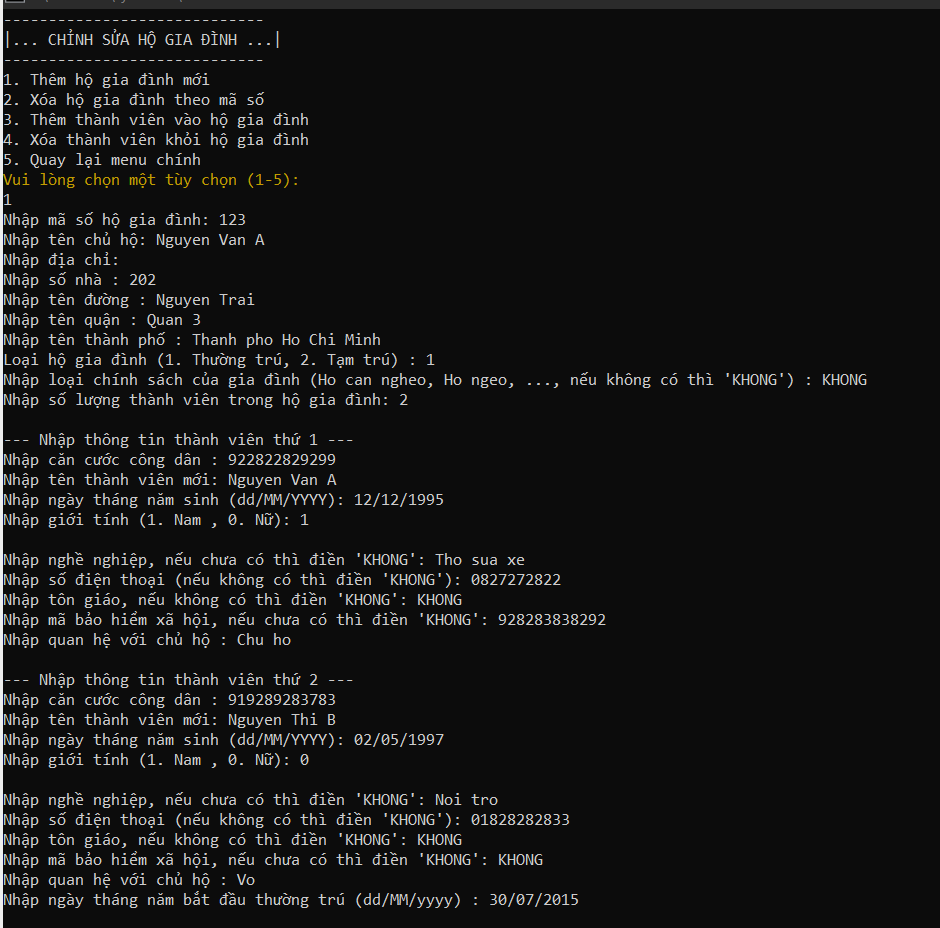 -----------------------------
|... CHỈNH SỬA HỘ GIA ĐÌNH ...|
-----------------------------
1. Thêm hộ gia đình mới
2. Xóa hộ gia đình theo mã số
3. Thêm thành viên vào hộ gia đình
4. Xóa thành viên khỏi hộ gia đình
5. Quay lại menu chính
Vui lòng chọn một tùy chọn (1-5):
1
Nhập mã số hộ gia đình: 123
Nhập tên chủ hộ: Nguyen Van A
Nhập địa chỉ:
Nhập số nhà : 202
Nhập tên đường : Nguyen Trai
Nhập tên quận : Quan 3
Nhập tên thành phố : Thanh pho Ho Chi Minh
Loại hộ gia đình (1. Thường trú, 2. Tạm trú) : 1
Nhập loại chính sách của gia đình (Ho can ngheo, Ho ngeo, ..., nếu không có thì 'KHONG') : KHONG
Nhập số lượng thành viên trong hộ gia đình: 2

--- Nhập thông tin thành viên thứ 1 ---
Nhập căn cước công dân : 922822829299
Nhập tên thành viên mới: Nguyen Van A
Nhập ngày tháng năm sinh (dd/MM/YYYY): 12/12/1995
Nhập giới tính (1. Nam , 0. Nữ): 1

Nhập nghề nghiệp, nếu chưa có thì điền 'KHONG': Tho sua xe
Nhập số điện thoại (nếu không có thì điền 'KHONG'): 0827272822
Nhập tôn giáo, nếu không có thì điền 'KHONG': KHONG
Nhập mã bảo hiểm xã hội, nếu chưa có thì điền 'KHONG': 928283838292
Nhập quan hệ với chủ hộ : Chu ho

--- Nhập thông tin thành viên thứ 2 ---
Nhập căn cước công dân : 919289283783
Nhập tên thành viên mới: Nguyen Thi B
Nhập ngày tháng năm sinh (dd/MM/YYYY): 02/05/1997
Nhập giới tính (1. Nam , 0. Nữ): 0

Nhập nghề nghiệp, nếu chưa có thì điền 'KHONG': Noi tro
Nhập số điện thoại (nếu không có thì điền 'KHONG'): 01828282833
Nhập tôn giáo, nếu không có thì điền 'KHONG': KHONG
Nhập mã bảo hiểm xã hội, nếu chưa có thì điền 'KHONG': KHONG
Nhập quan hệ với chủ hộ : Vo
Nhập ngày tháng năm bắt đầu thường trú (dd/MM/yyyy) : 30/07/2015